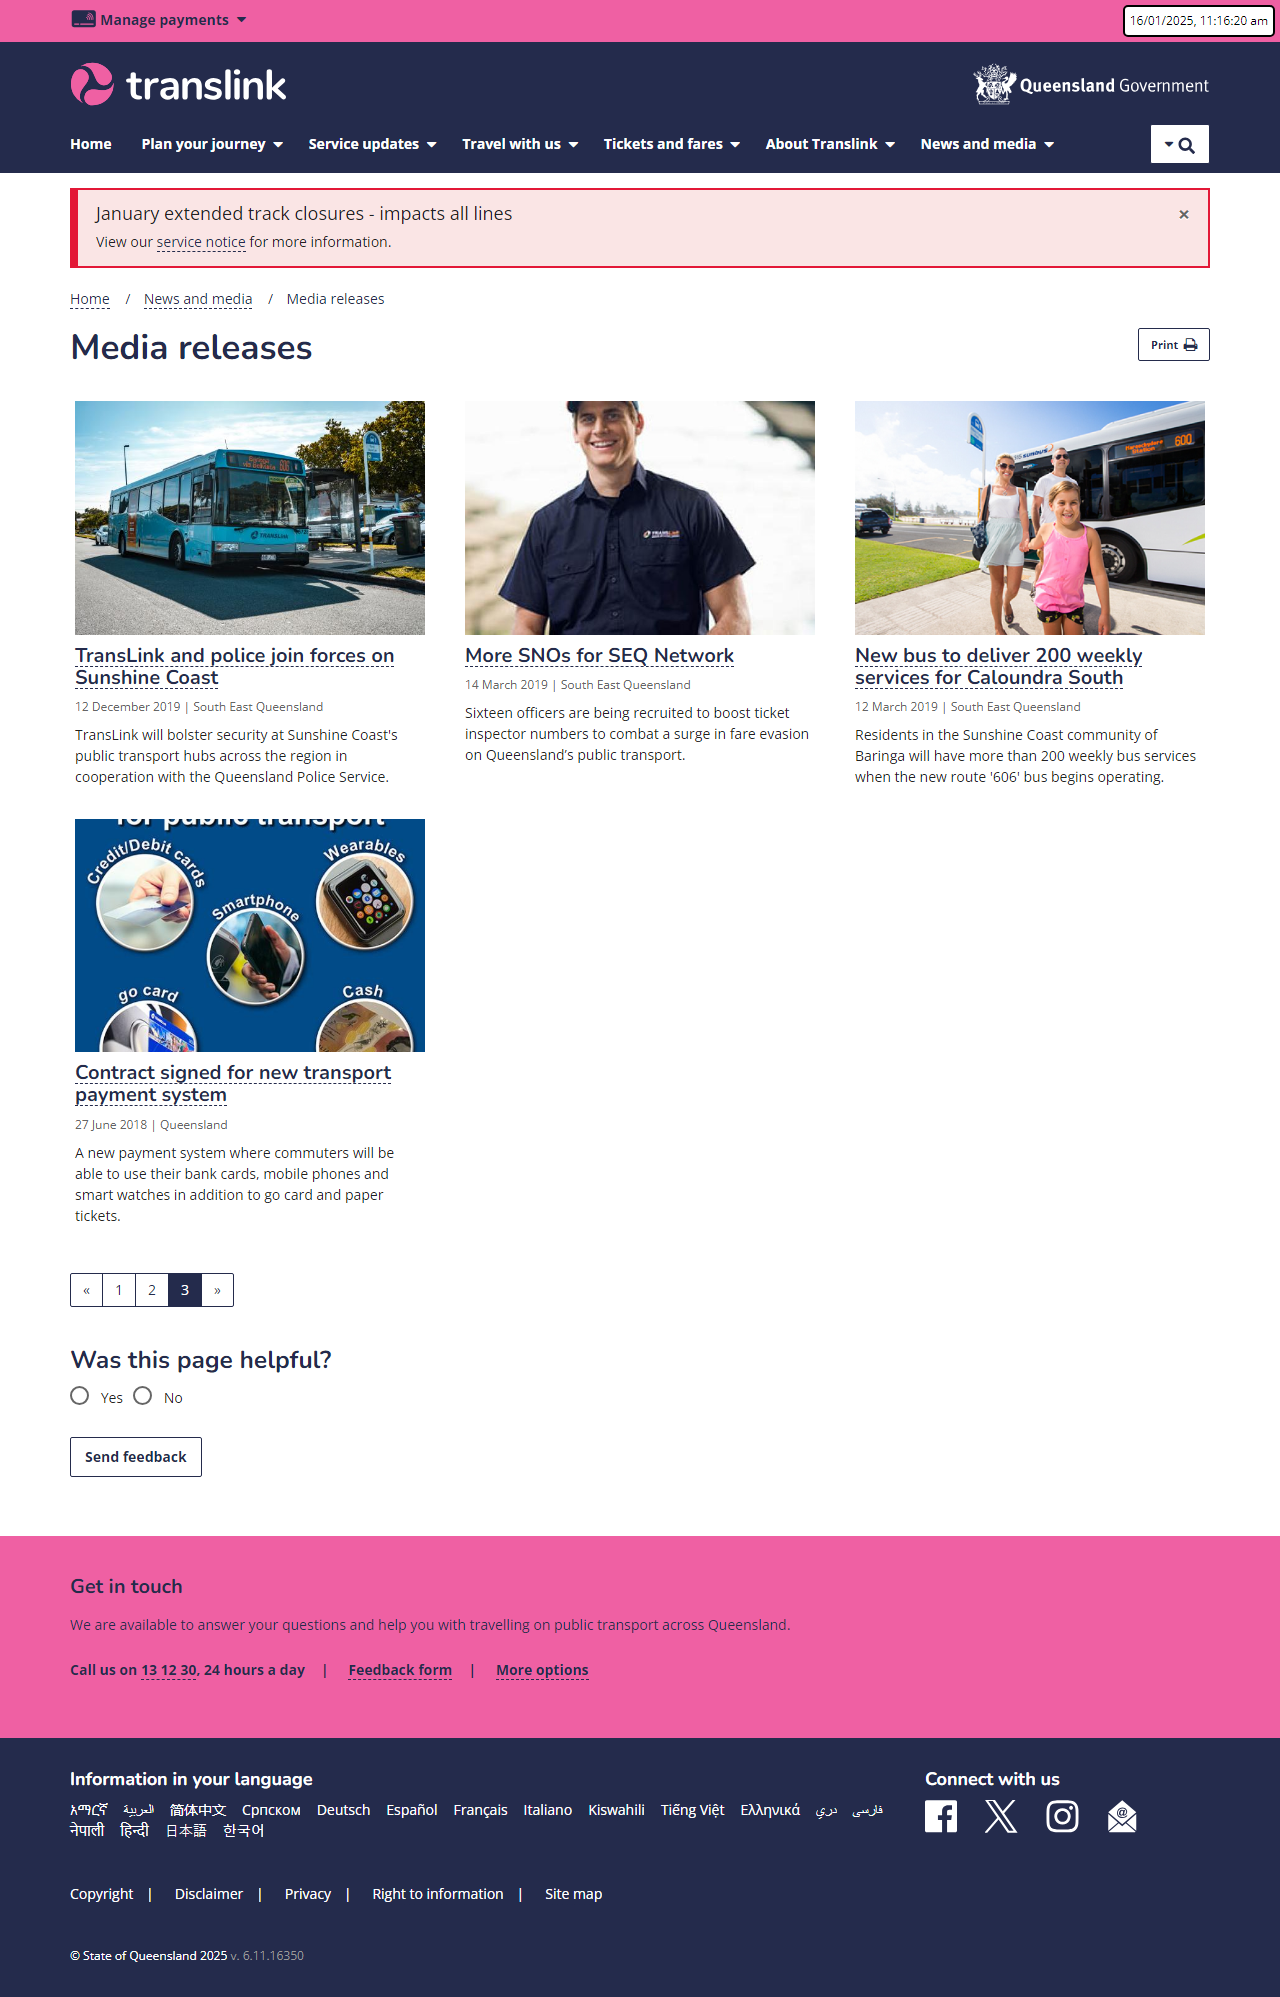 Manage payments
16/01/2025, 11:16:20 am
translink
Queensland Government
Home Plan your journey Service updates Travel with us Tickets and fares About Translink News and media
January extended track closures - impacts all lines ×
View our service notice for more information.
Home / News and media / Media releases
Media releases
Print
606
TRANSLINK
TRANSLINK
sunbus
600
TransLink and police join forces on
Sunshine Coast
12 December 2019 | South East Queensland
TransLink will bolster security at Sunshine Coast's
public transport hubs across the region in
cooperation with the Queensland Police Service.
More SNOs for SEQ Network
14 March 2019 | South East Queensland
Sixteen officers are being recruited to boost ticket
inspector numbers to combat a surge in fare evasion
on Queensland’s public transport.
New bus to deliver 200 weekly
services for Caloundra South
12 March 2019 | South East Queensland
Residents in the Sunshine Coast community of
Baringa will have more than 200 weekly bus services
when the new route '606' bus begins operating.
for public transport
Credit/Debit cards
Wearables
Smartphone
go card
Cash
Contract signed for new transport
payment system
27 June 2018 | Queensland
A new payment system where commuters will be
able to use their bank cards, mobile phones and
smart watches in addition to go card and paper
tickets.
« 1 2 3 »
Was this page helpful?
Yes No
Send feedback
Get in touch
We are available to answer your questions and help you with travelling on public transport across Queensland.
Call us on 13 12 30, 24 hours a day | Feedback form | More options
Information in your language
አማርኛ العربية 简体中文 Српском Deutsch Español Français Italiano Kiswahili Tiếng Việt Ελληνικά دري فارسی
नेपाली हिन्दी 日本語 한국어
Connect with us
Copyright | Disclaimer | Privacy | Right to information | Site map
© State of Queensland 2025 v. 6.11.16350